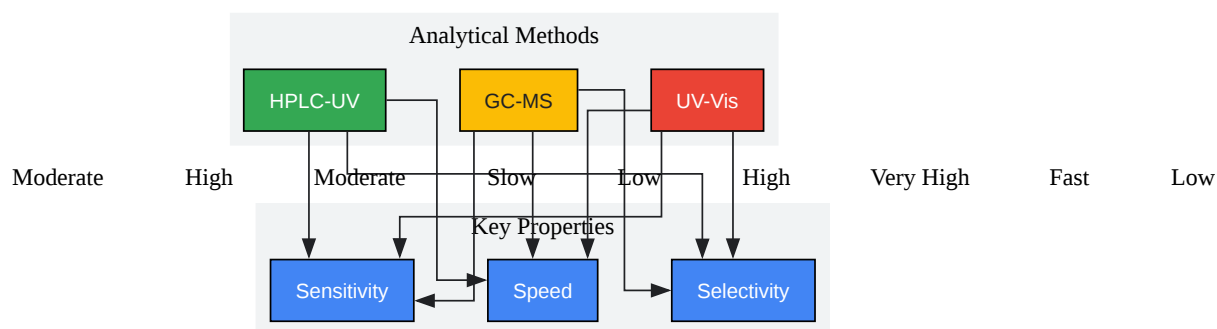 Analytical Methods
HPLC-UV GC-MS UV-Vis
Moderate High Moderate Slow Low High Very High Fast Low
Key Properties
Sensitivity Speed Selectivity